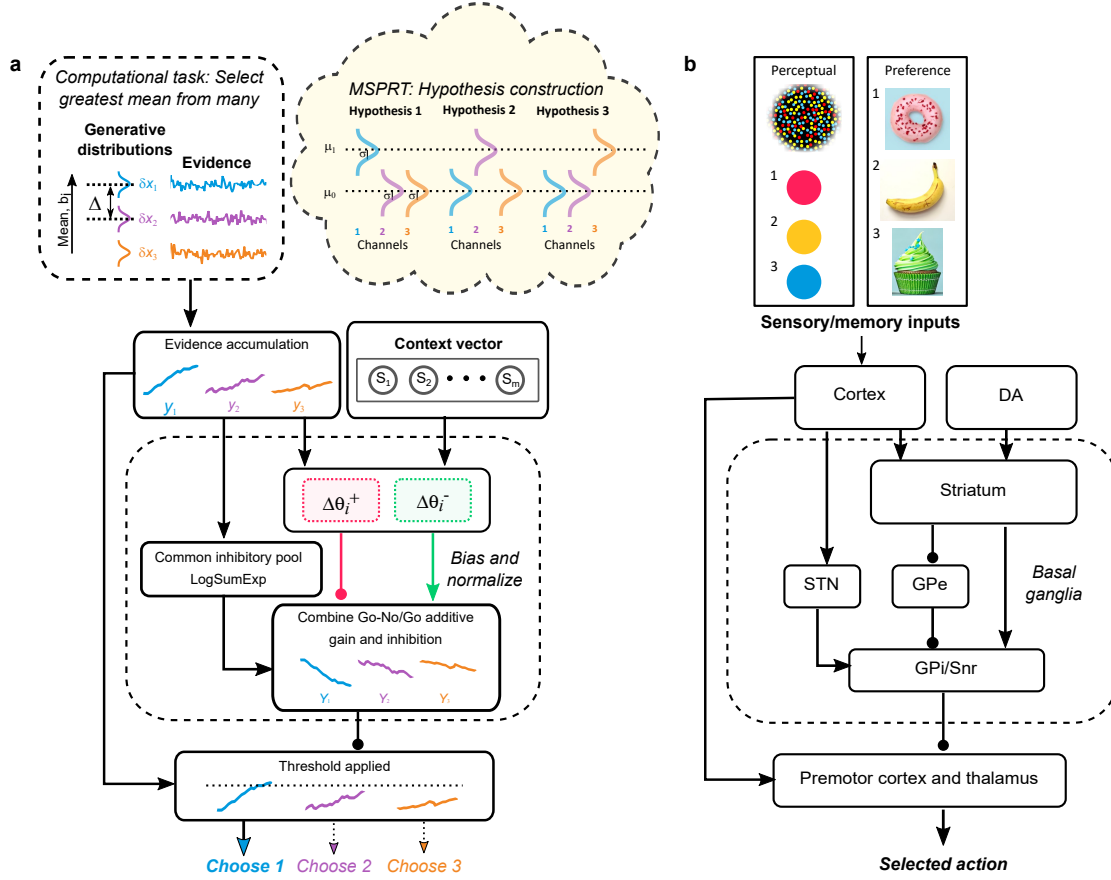 a
Computational task: Select
greatest mean from many
Generative
distributions
Evidence
Mean, bi
Δ
δx1
δx2
δx3
MSPRT: Hypothesis construction
Hypothesis 1
Hypothesis 2
Hypothesis 3
μ1
μ0
σ
σ
σ
1 2 3
1 2 3
1 2 3
Channels
Channels
Channels
Evidence accumulation
y1
y2
y3
Context vector
S1 S2 • • • Sm
Δθi+
Δθi-
Common inhibitory pool
LogSumExp
Bias and
normalize
Combine Go-No/Go additive
gain and inhibition
Y1
Y2
Y3
Threshold applied
Choose 1
Choose 2
Choose 3
b
Perceptual
1
2
3
Preference
1
2
3
Sensory/memory inputs
Cortex
DA
Striatum
STN
GPe
Basal
ganglia
GPi/Snr
Premotor cortex and thalamus
Selected action